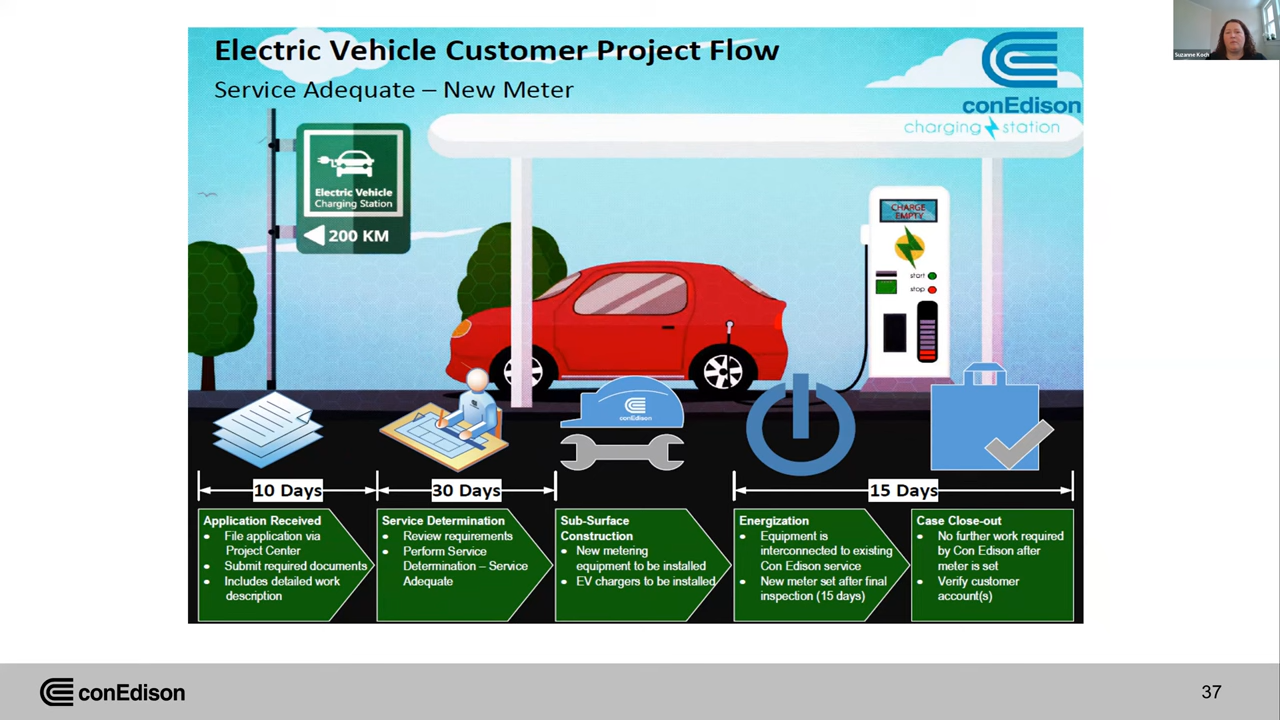 Suzanne Koch
Electric Vehicle Customer Project Flow
Service Adequate – New Meter
conEdison
charging station
Electric Vehicle
Charging Station
200 KM
CHARGE
EMPTY
start
stop
conEdison
10 Days
30 Days
15 Days
Application Received
• File application via
Project Center
• Submit required documents
• Includes detailed work
description
Service Determination
• Review requirements
• Perform Service
Determination – Service
Adequate
Sub-Surface
Construction
• New metering
equipment to be installed
• EV chargers to be installed
Energization
• Equipment is
interconnected to existing
Con Edison service
• New meter set after final
inspection (15 days)
Case Close-out
• No further work required
by Con Edison after
meter is set
• Verify customer
account(s)
conEdison
37